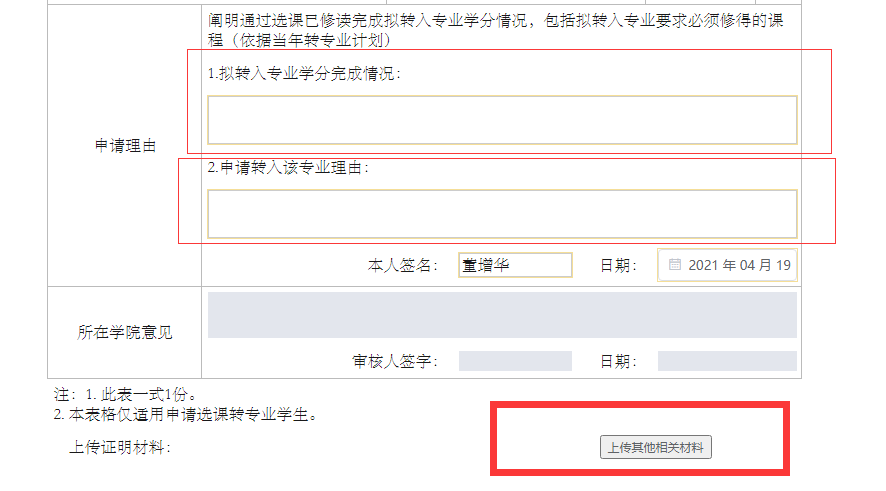 阐明通过选课已修读完成拟转入专业学分情况，包括拟转入专业要求必须修得的课
程（依据当年转专业计划）
1.拟转入专业学分完成情况：
申请理由
2.申请转入该专业理由：
本人签名： 董增华 日期： 2021 年 04 月 19
所在学院意见
审核人签字： 日期：
注：1. 此表一式1份。
2. 本表格仅适用申请选课转专业学生。
上传证明材料： 上传其他相关材料